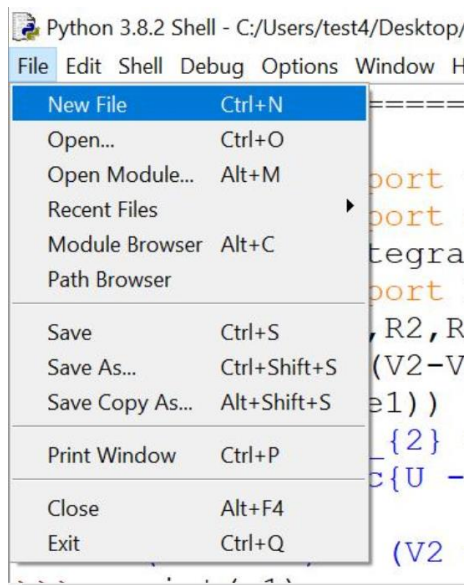 Python 3.8.2 Shell - C:/Users/test4/Desktop/
File Edit Shell Debug Options Window H
New File Ctrl+N
=====
Open... Ctrl+O
Open Module... Alt+M
port
Recent Files
port
Module Browser Alt+C
tegra
Path Browser
port
,R2,R
Save Ctrl+S
(V2-V
Save As... Ctrl+Shift+S
e1))
Save Copy As... Alt+Shift+S
_{2}
Print Window Ctrl+P
c{U -
Close Alt+F4
Exit Ctrl+Q
(V2